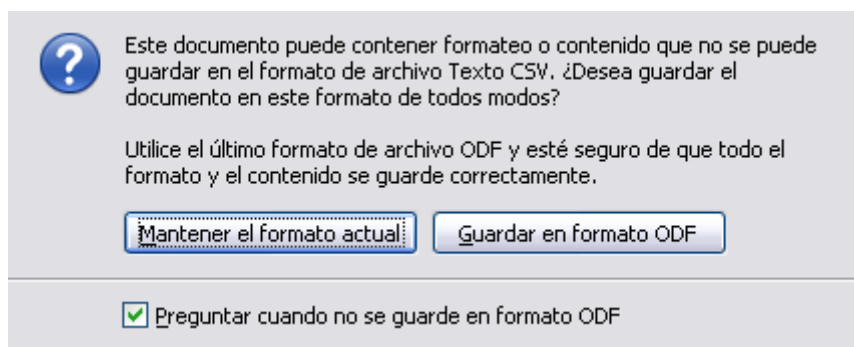 Este documento puede contener formateo o contenido que no se puede
guardar en el formato de archivo Texto CSV. ¿Desea guardar el
documento en este formato de todos modos?
Utilice el último formato de archivo ODF y esté seguro de que todo el
formato y el contenido se guarde correctamente.
Mantener el formato actual
Guardar en formato ODF
Preguntar cuando no se guarde en formato ODF